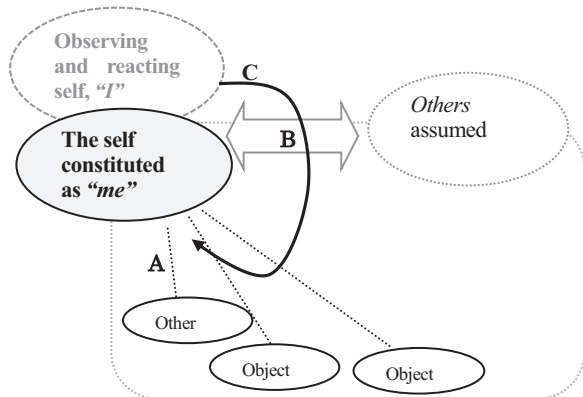 Observing
and reacting
self, “I”
C
Others
assumed
The self
constituted
as “me”
B
A
Other
Object
Object